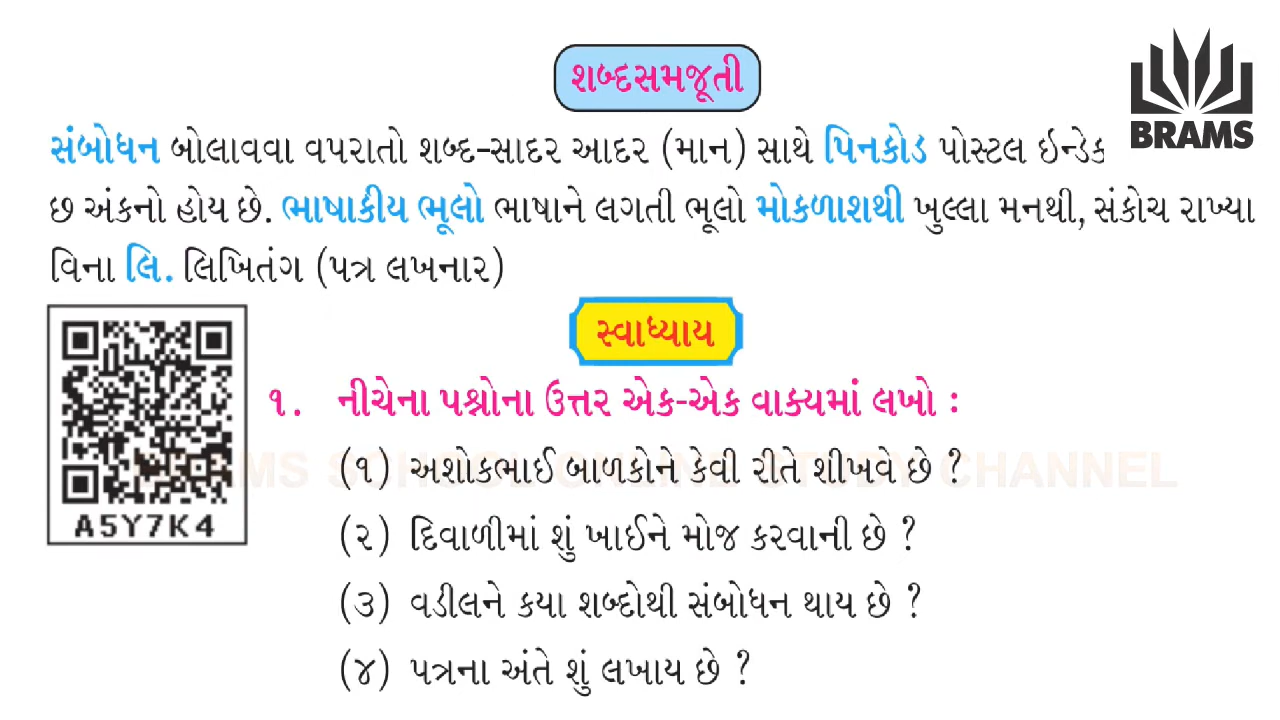 શબ્દસમજૂતી
BRAMS
સંબોધન બોલાવવા વપરાતો શબ્દ-સાદર આદર (માન) સાથે પિનકોડ પોસ્ટલ ઇન્ડેક
છ અંકનો હોય છે. ભાષાકીય ભૂલો ભાષાને લગતી ભૂલો મોકળાશથી ખુલ્લા મનથી, સંકોચ રાખ્યા
વિના લિ. લિખિતંગ (પત્ર લખનાર)
સ્વાધ્યાય
૧. નીચેના પશ્નોના ઉત્તર એક-એક વાક્યમાં લખો :
(૧) અશોકભાઈ બાળકોને કેવી રીતે શીખવે છે ?
(૨) દિવાળીમાં શું ખાઈને મોજ કરવાની છે ?
(૩) વડીલને કયા શબ્દોથી સંબોધન થાય છે ?
(૪) પત્રના અંતે શું લખાય છે ?
A5Y7K4